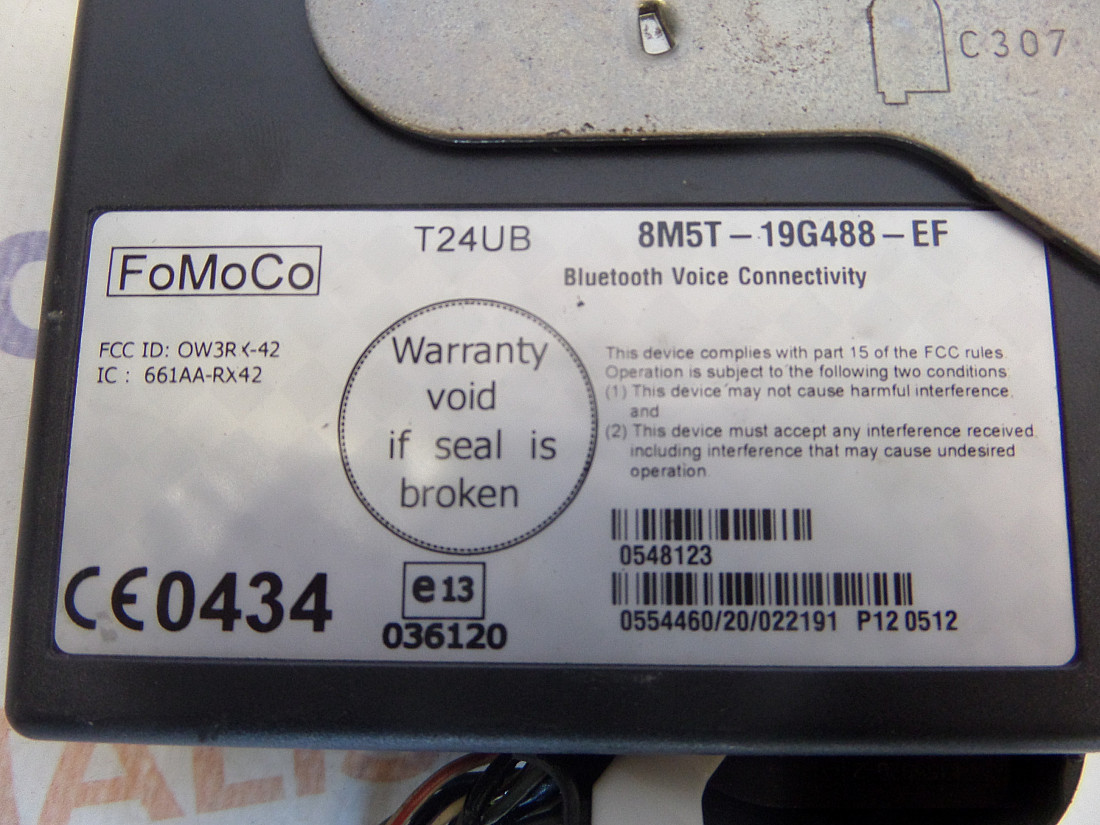 C307
T24UB
8M5T – 19G488 – EF
FoMoCo
Bluetooth Voice Connectivity
FCC ID: OW3RX-42
IC : 661AA-RX42
Warranty
void
if seal is
broken
This device complies with part 15 of the FCC rules.
Operation is subject to the following two conditions:
(1) This device may not cause harmful interference,
and
(2) This device must accept any interference received,
including interference that may cause undesired
operation.
0548123
0554460/20/022191 P12 0512
CE0434
e13
036120